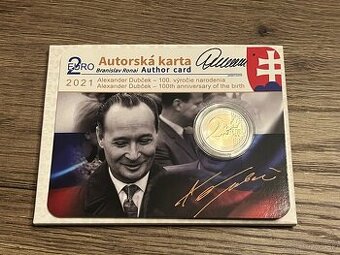 2 EURO
Autorská karta
Branislav Ronai Author card
2021
Alexander Dubček – 100. výročie narodenia
Alexander Dubček – 100th anniversary of the birth